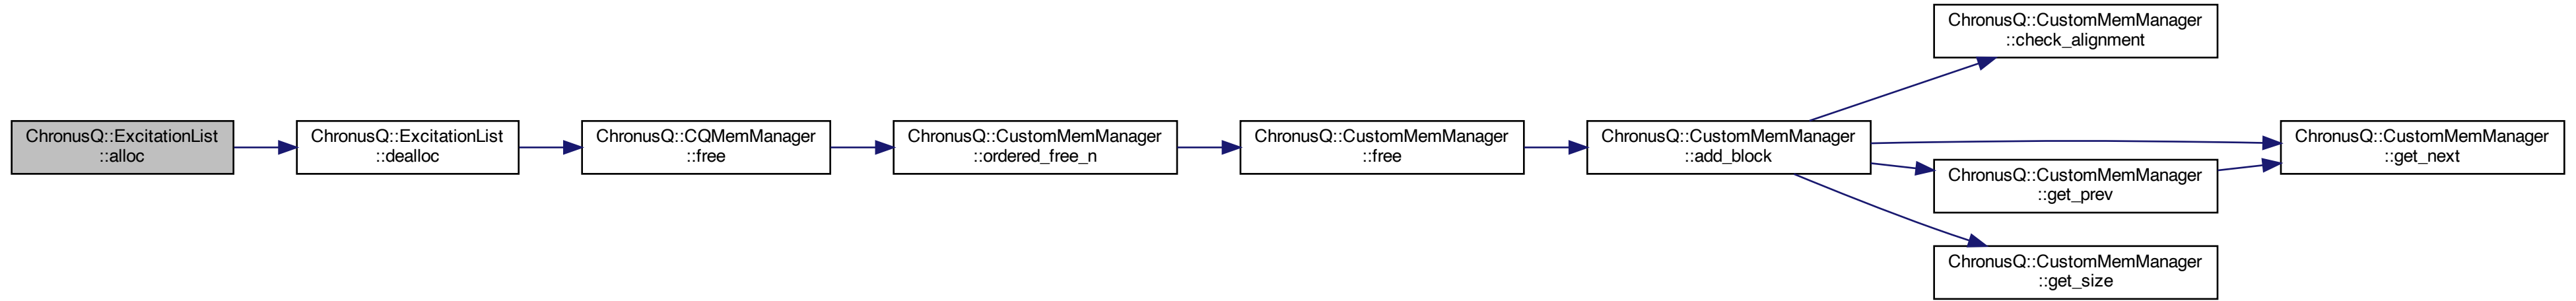 ChronusQ::ExcitationList
::alloc
ChronusQ::ExcitationList
::dealloc
ChronusQ::CQMemManager
::free
ChronusQ::CustomMemManager
::ordered_free_n
ChronusQ::CustomMemManager
::free
ChronusQ::CustomMemManager
::add_block
ChronusQ::CustomMemManager
::check_alignment
ChronusQ::CustomMemManager
::get_next
ChronusQ::CustomMemManager
::get_prev
ChronusQ::CustomMemManager
::get_size